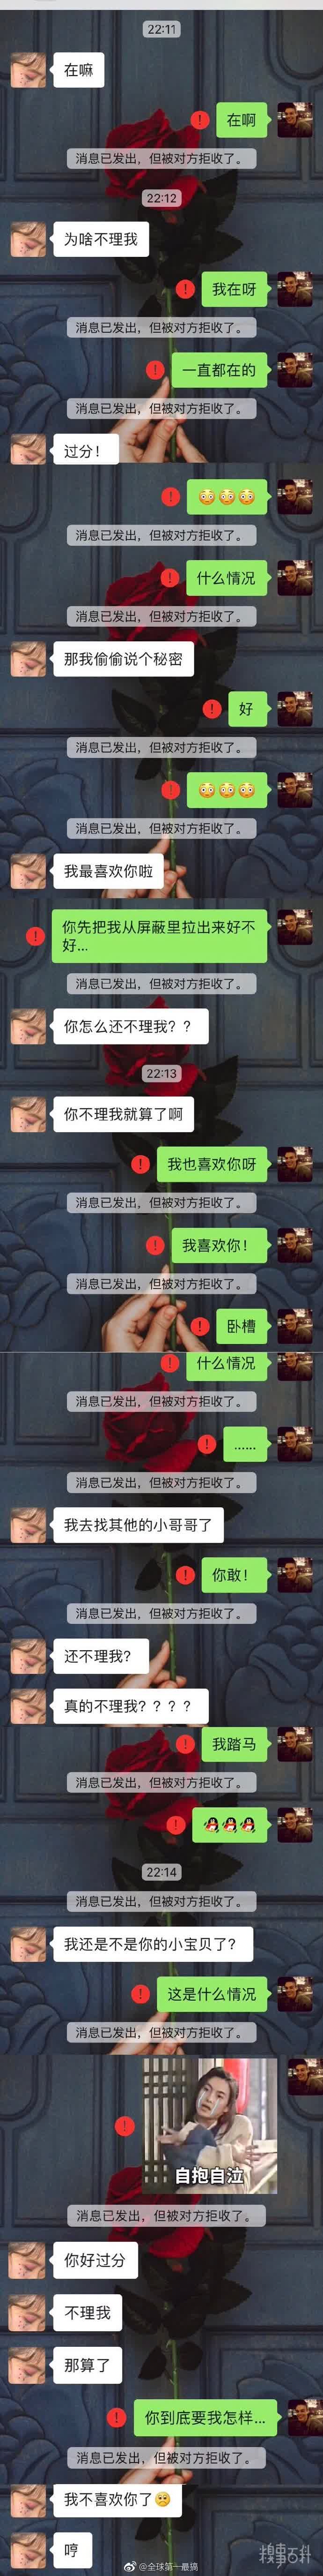 22:11
在嘛
在啊
消息已发出，但被对方拒收了。
22:12
为啥不理我
我在呀
消息已发出，但被对方拒收了。
一直都在的
消息已发出，但被对方拒收了。
过分！
😳😳😳
消息已发出，但被对方拒收了。
什么情况
消息已发出，但被对方拒收了。
那我偷偷说个秘密
好
消息已发出，但被对方拒收了。
😳😳😳
消息已发出，但被对方拒收了。
我最喜欢你啦
你先把我从屏蔽里拉出来好不
好...
消息已发出，但被对方拒收了。
你怎么还不理我？？
22:13
你不理我就算了啊
我也喜欢你呀
消息已发出，但被对方拒收了。
我喜欢你！
消息已发出，但被对方拒收了。
卧槽
什么情况
消息已发出，但被对方拒收了。
......
消息已发出，但被对方拒收了。
我去找其他的小哥哥了
你敢！
消息已发出，但被对方拒收了。
还不理我？
真的不理我？？？？
我踏马
消息已发出，但被对方拒收了。
🐧🐧🐧
22:14
消息已发出，但被对方拒收了。
我还是不是你的小宝贝了？
这是什么情况
消息已发出，但被对方拒收了。
自抱自泣
消息已发出，但被对方拒收了。
你好过分
不理我
那算了
你到底要我怎样...
消息已发出，但被对方拒收了。
我不喜欢你了🥺
哼
@全球第一最搞
糗事百科